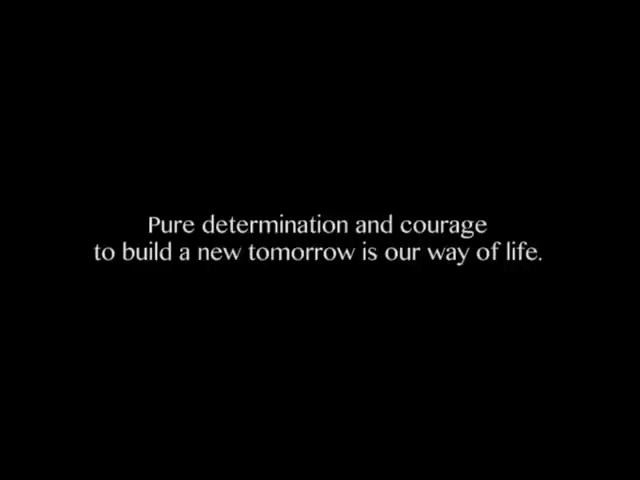 Pure determination and courage
to build a new tomorrow is our way of life.